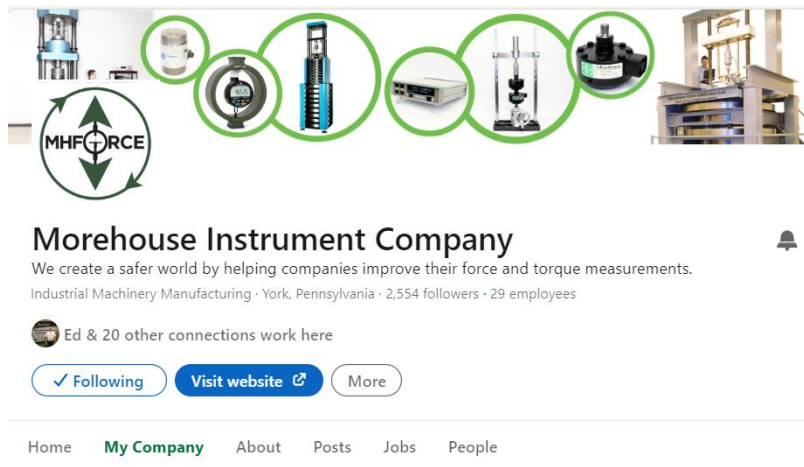 MHFORCE
Morehouse Instrument Company
We create a safer world by helping companies improve their force and torque measurements.
Industrial Machinery Manufacturing · York, Pennsylvania · 2,554 followers · 29 employees
Ed & 20 other connections work here
Following
Visit website
More
Home My Company About Posts Jobs People